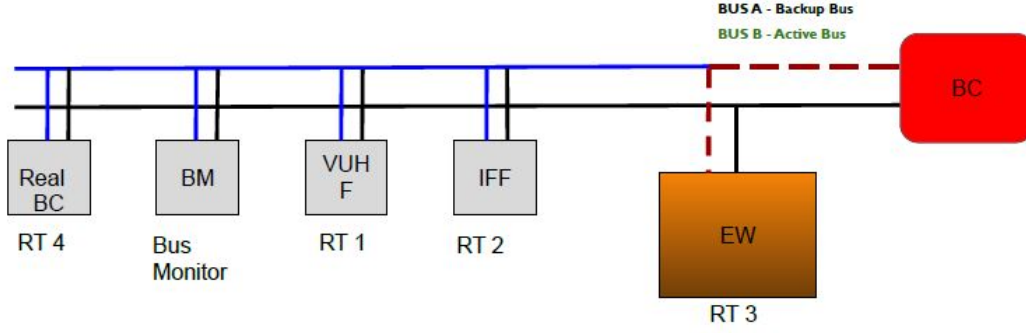 BUS A - Backup Bus
BUS B - Active Bus
BC
Real
BC
BM
VUH
F
IFF
EW
RT 4
Bus
Monitor
RT 1
RT 2
RT 3